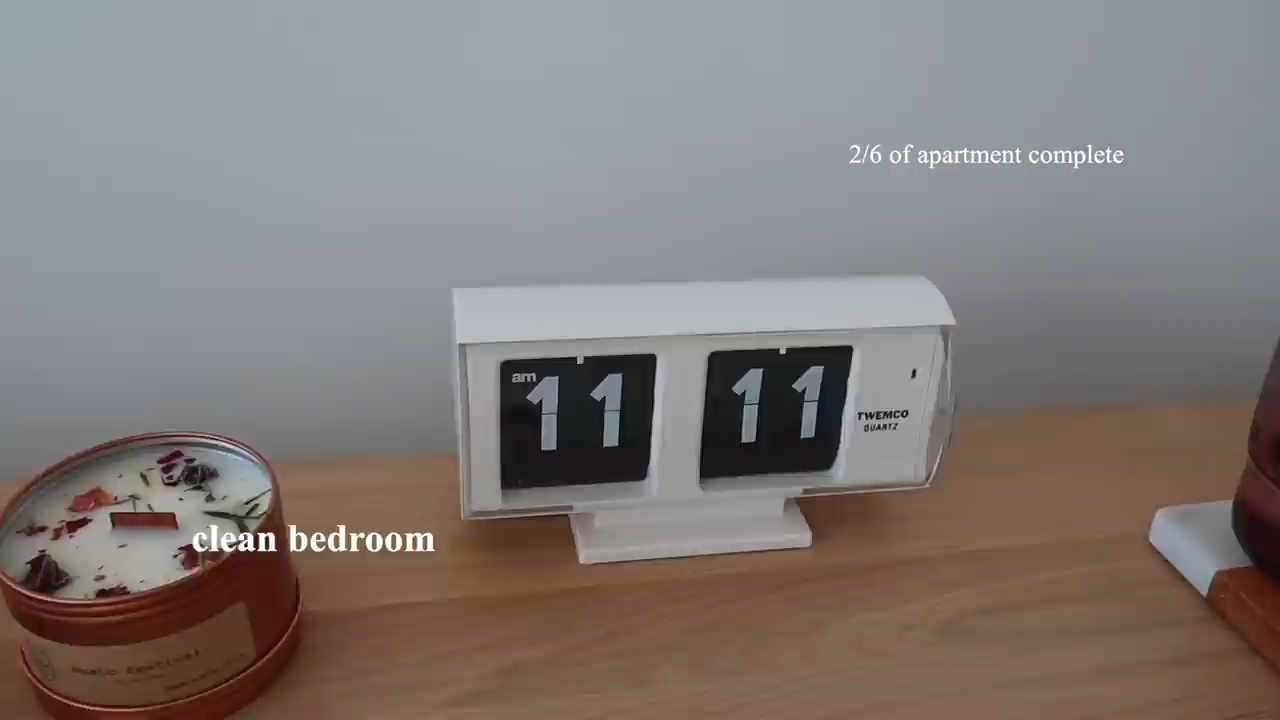 2/6 of apartment complete
am
11 11
TWEMCO
QUARTZ
clean bedroom